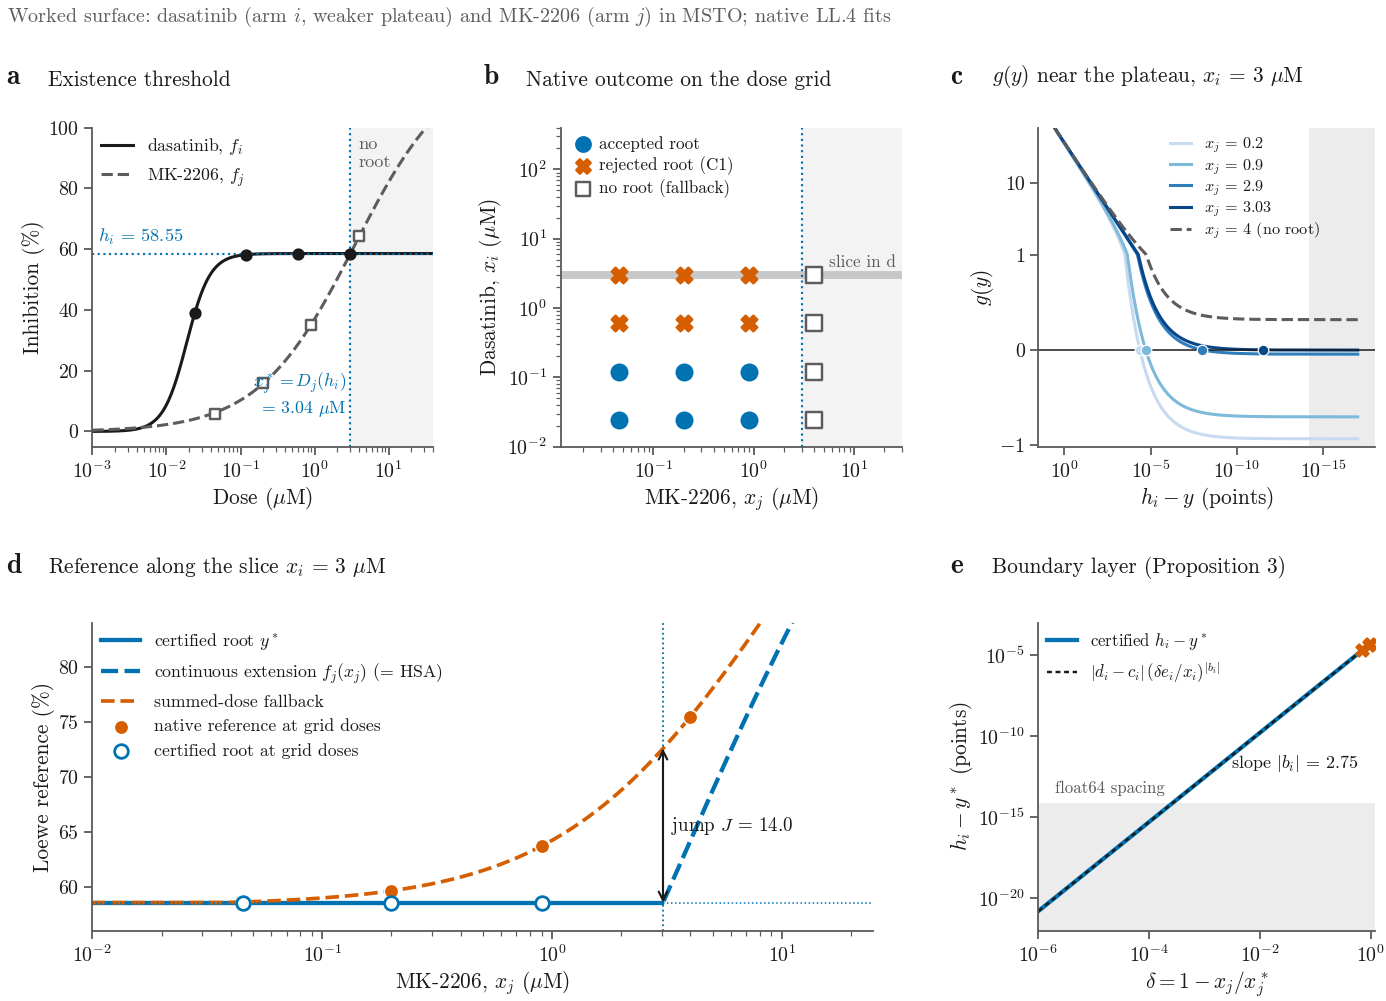 Worked surface: dasatinib (arm i, weaker plateau) and MK-2206 (arm j) in MSTO; native LL.4 fits
a Existence threshold
dasatinib, f_i
MK-2206, f_j
no
root
h_i = 58.55
x_j^* = D_j(h_i)
= 3.04 μM
Inhibition (%)
100
80
60
40
20
0
10^−3 10^−2 10^−1 10^0 10^1
Dose (μM)
b Native outcome on the dose grid
accepted root
rejected root (C1)
no root (fallback)
slice in d
Dasatinib, x_i (μM)
10^2
10^1
10^0
10^−1
10^−2
10^−1 10^0 10^1
MK-2206, x_j (μM)
c g(y) near the plateau, x_i = 3 μM
x_j = 0.2
x_j = 0.9
x_j = 2.9
x_j = 3.03
x_j = 4 (no root)
g(y)
10
1
0
−1
10^0 10^−5 10^−10 10^−15
h_i − y (points)
d Reference along the slice x_i = 3 μM
certified root y^*
continuous extension f_j(x_j) (= HSA)
summed-dose fallback
native reference at grid doses
certified root at grid doses
jump J = 14.0
Loewe reference (%)
80
75
70
65
60
10^−2 10^−1 10^0 10^1
MK-2206, x_j (μM)
e Boundary layer (Proposition 3)
certified h_i − y^*
|d_i − c_i| (δe_i/x_i)^|b_i|
slope |b_i| = 2.75
float64 spacing
h_i − y^* (points)
10^−5
10^−10
10^−15
10^−20
10^−6 10^−4 10^−2 10^0
δ = 1 − x_j/x_j^*